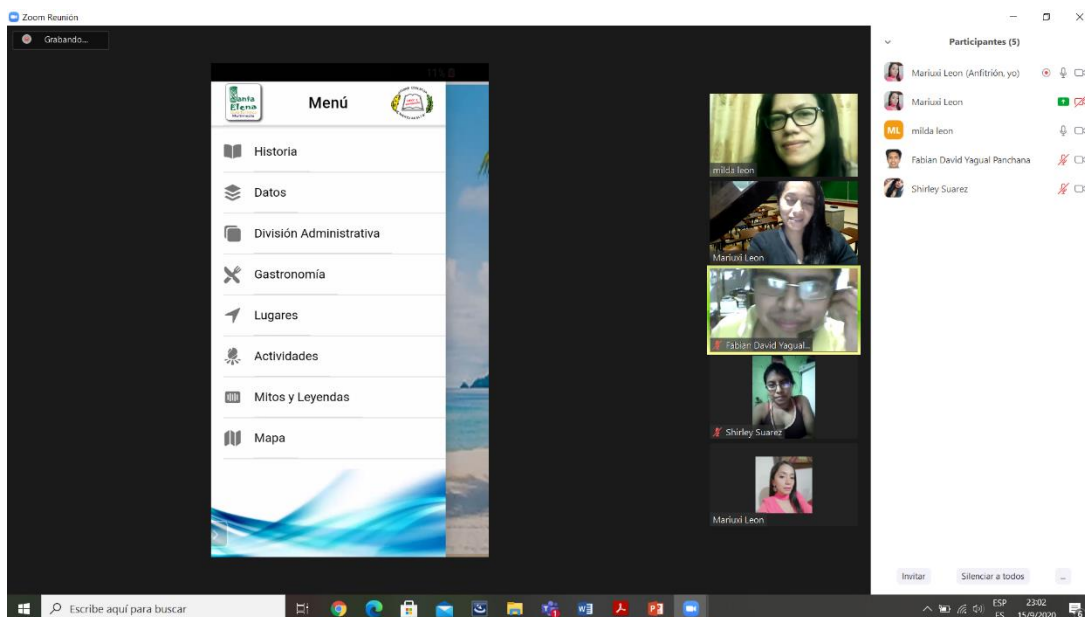 Zoom Reunión
Grabando...
11%
Santa
Elena
Menú
Historia
Datos
División Administrativa
Gastronomía
Lugares
Actividades
Mitos y Leyendas
Mapa
milda leon
Mariuxi Leon
Fabian David Yagual...
Shirley Suarez
Mariuxi Leon
Participantes (5)
Mariuxi Leon (Anfitrión, yo)
Mariuxi Leon
ML milda leon
Fabian David Yagual Panchana
Shirley Suarez
Invitar Silenciar a todos ...
Escribe aquí para buscar
ESP 23:02
ES 15/9/2020
6